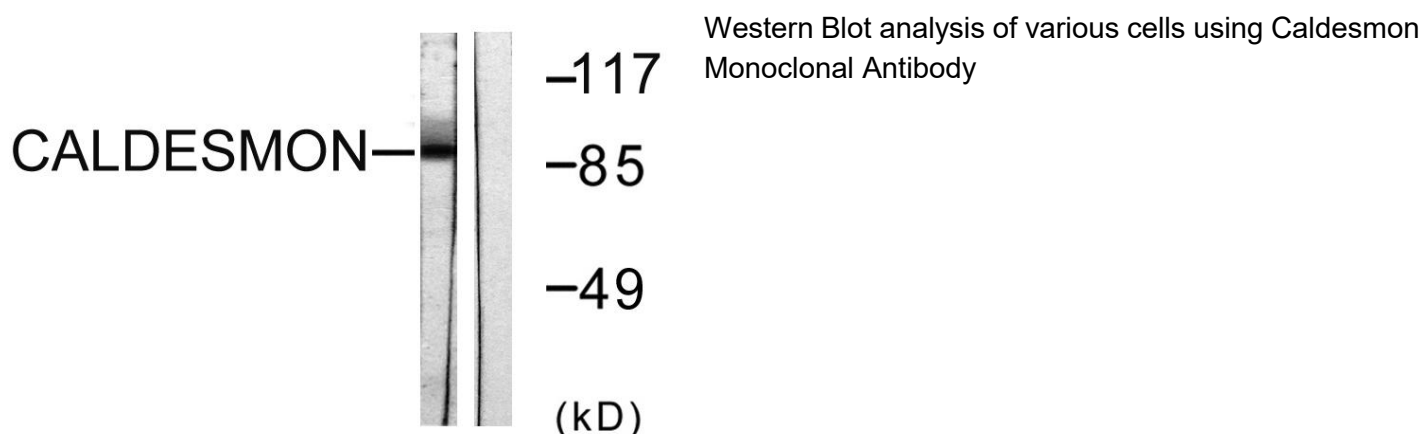 Western Blot analysis of various cells using Caldesmon
Monoclonal Antibody
CALDESMON–
–117
–85
–49
(kD)